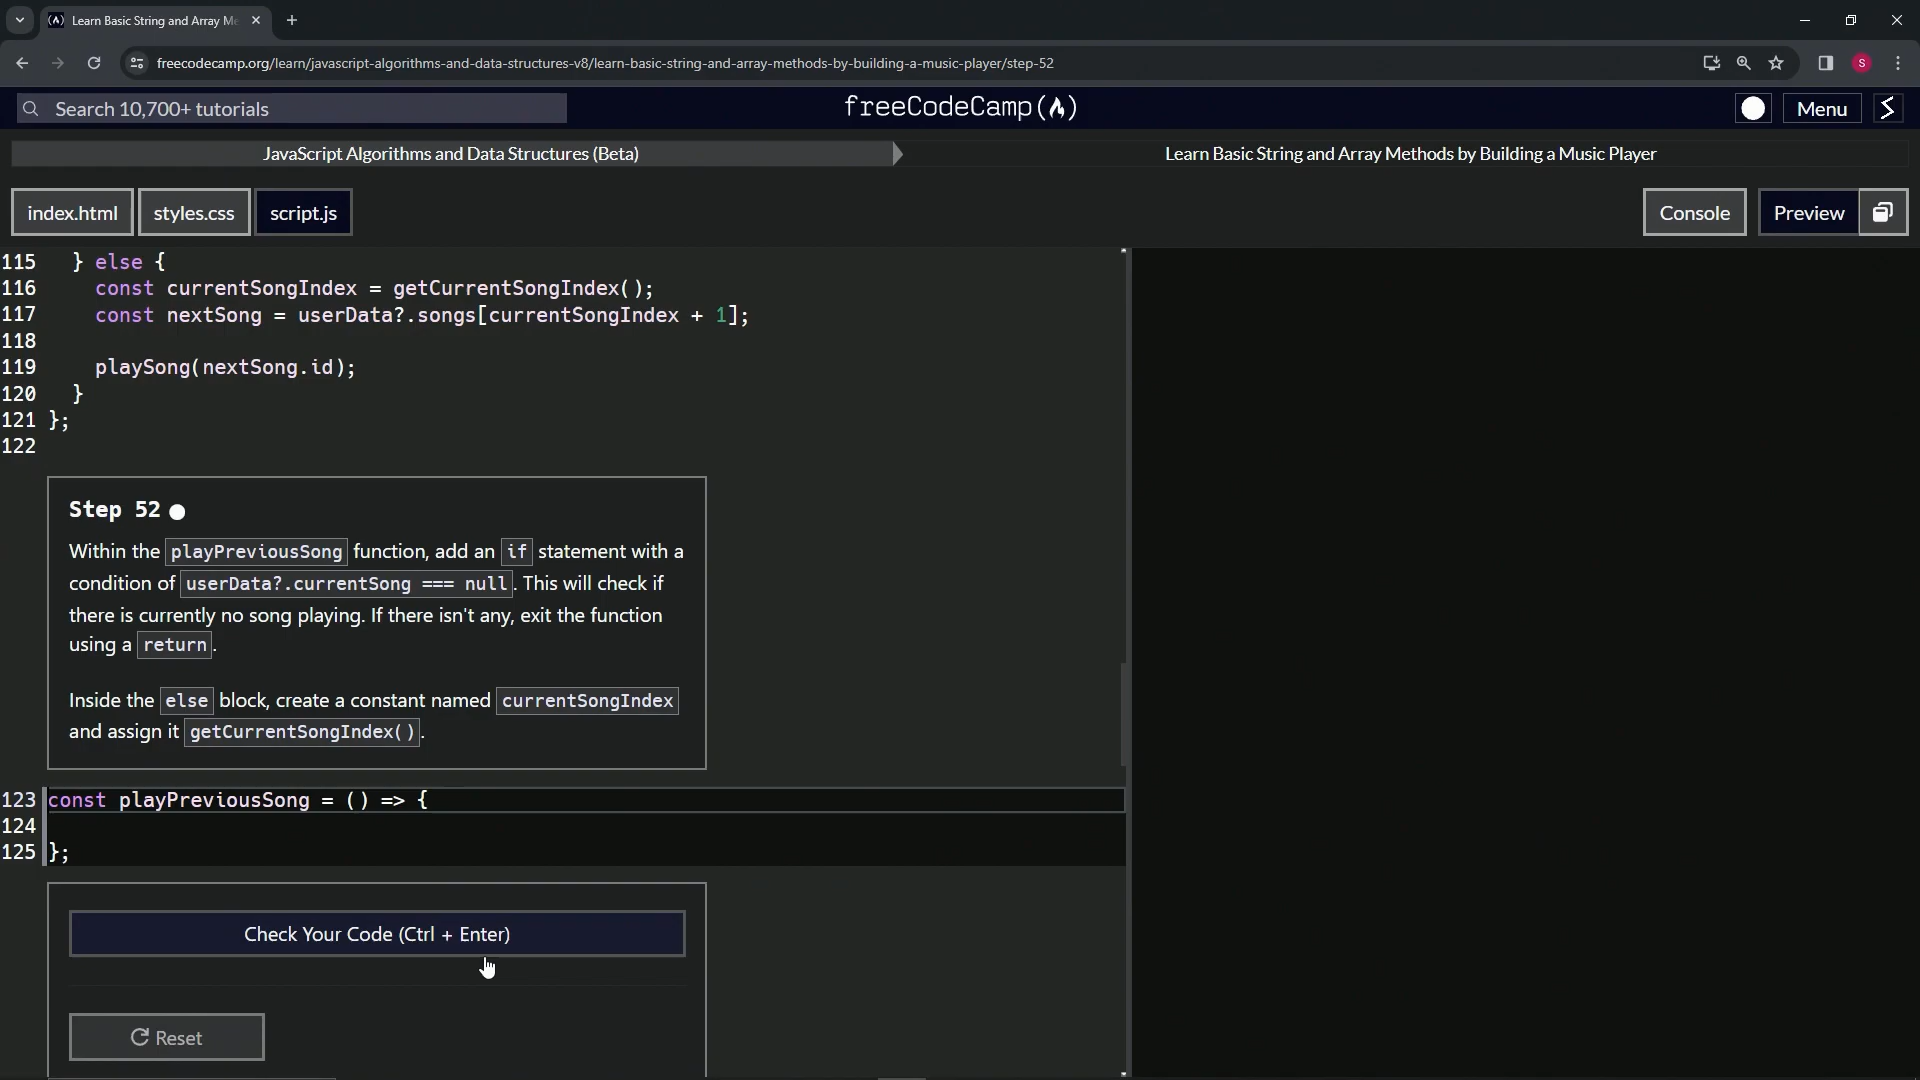 Learn Basic String and Array Me
freecodecamp.org/learn/javascript-algorithms-and-data-structures-v8/learn-basic-string-and-array-methods-by-building-a-music-player/step-52
S
Search 10,700+ tutorials
freeCodeCamp(🔥)
Menu
JavaScript Algorithms and Data Structures (Beta)
Learn Basic String and Array Methods by Building a Music Player
index.html
styles.css
script.js
Console
Preview
115 } else {
116 const currentSongIndex = getCurrentSongIndex();
117 const nextSong = userData?.songs[currentSongIndex + 1];
118
119 playSong(nextSong.id);
120 }
121 };
122
Step 52
Within the playPreviousSong function, add an if statement with a
condition of userData?.currentSong === null. This will check if
there is currently no song playing. If there isn't any, exit the function
using a return.
Inside the else block, create a constant named currentSongIndex
and assign it getCurrentSongIndex().
123 const playPreviousSong = () => {
124
125 };
Check Your Code (Ctrl + Enter)
Reset